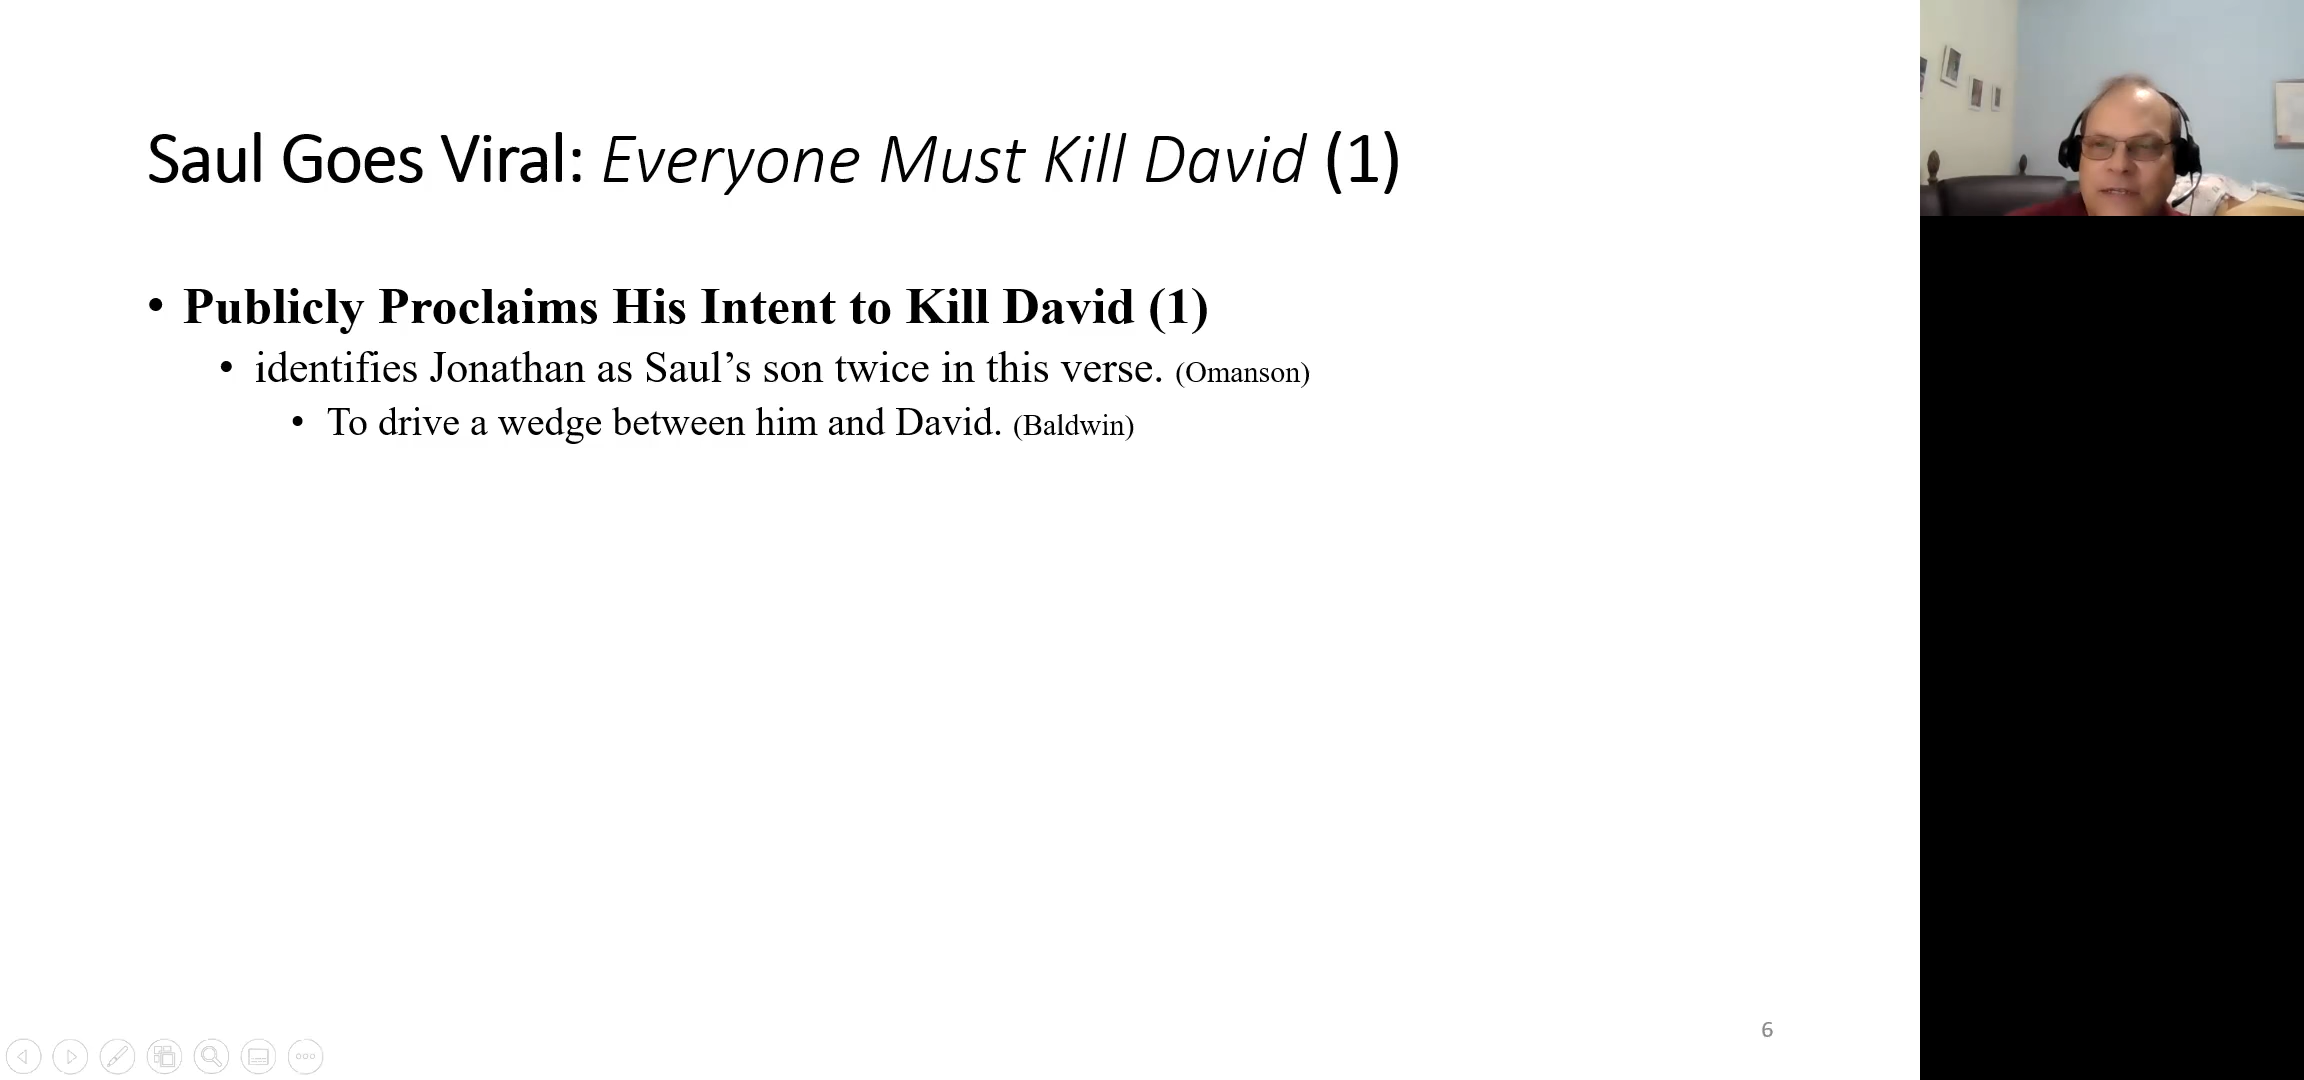 Saul Goes Viral: Everyone Must Kill David (1)
• Publicly Proclaims His Intent to Kill David (1)
• identifies Jonathan as Saul’s son twice in this verse. (Omanson)
• To drive a wedge between him and David. (Baldwin)
6